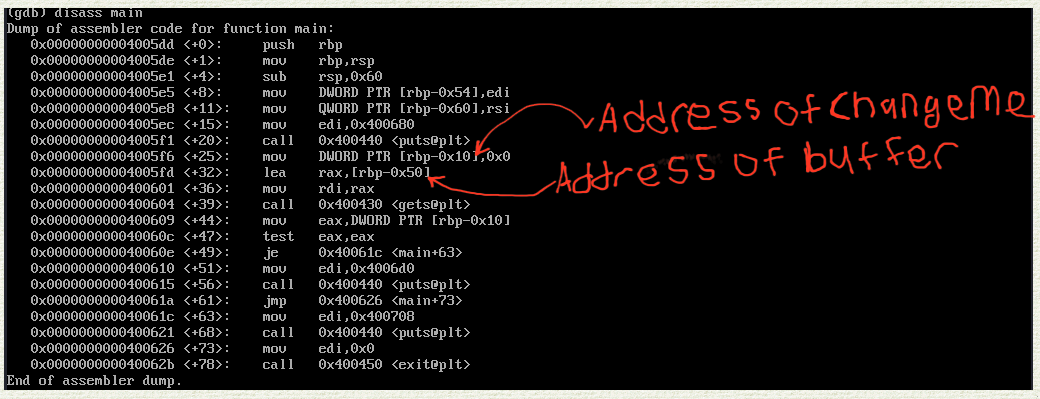 (gdb) disass main
Dump of assembler code for function main:
0x00000000004005dd <+0>: push rbp
0x00000000004005de <+1>: mov rbp,rsp
0x00000000004005e1 <+4>: sub rsp,0x60
0x00000000004005e5 <+8>: mov DWORD PTR [rbp-0x54],edi
0x00000000004005e8 <+11>: mov QWORD PTR [rbp-0x60],rsi
0x00000000004005ec <+15>: mov edi,0x400680
0x00000000004005f1 <+20>: call 0x400440 <puts@plt>
0x00000000004005f6 <+25>: mov DWORD PTR [rbp-0x10],0x0
0x00000000004005fd <+32>: lea rax,[rbp-0x50]
0x0000000000400601 <+36>: mov rdi,rax
0x0000000000400604 <+39>: call 0x400430 <gets@plt>
0x0000000000400609 <+44>: mov eax,DWORD PTR [rbp-0x10]
0x000000000040060c <+47>: test eax,eax
0x000000000040060e <+49>: je 0x40061c <main+63>
0x0000000000400610 <+51>: mov edi,0x4006d0
0x0000000000400615 <+56>: call 0x400440 <puts@plt>
0x000000000040061a <+61>: jmp 0x400626 <main+73>
0x000000000040061c <+63>: mov edi,0x400708
0x0000000000400621 <+68>: call 0x400440 <puts@plt>
0x0000000000400626 <+73>: mov edi,0x0
0x000000000040062b <+78>: call 0x400450 <exit@plt>
End of assembler dump.
Address of changeMe
Address of buffer